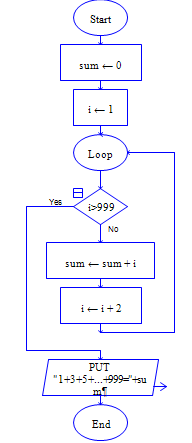 Start
sum ← 0
i ← 1
Loop
i>999
Yes
No
sum ← sum + i
i ← i + 2
PUT
"1+3+5+...+999="+su
m¶
End